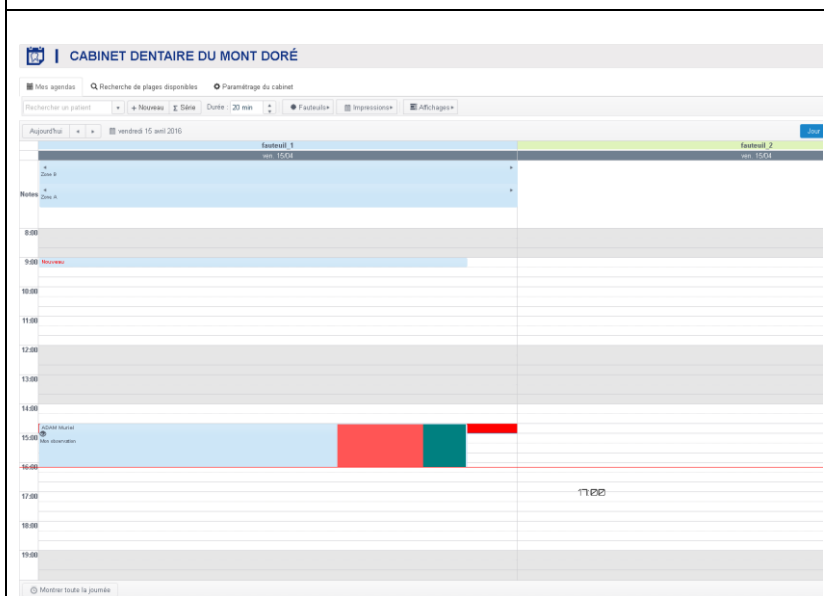 CABINET DENTAIRE DU MONT DORÉ
Mes agendas Recherche de plages disponibles Paramétrage du cabinet
Rechercher un patient + Nouveau Σ Série Durée : 20 min Fauteuils Impressions Affichages
Aujourd'hui vendredi 15 avril 2016 Jour
fauteuil_1 fauteuil_2
ven. 15/04 ven. 15/04
Zone B
Notes
Zone A
8:00
9:00 Nouveau
10:00
11:00
12:00
13:00
14:00
ADAM Muriel
15:00
Mes observation
16:00
17:00 17:00
18:00
19:00
Montrer toute la journée